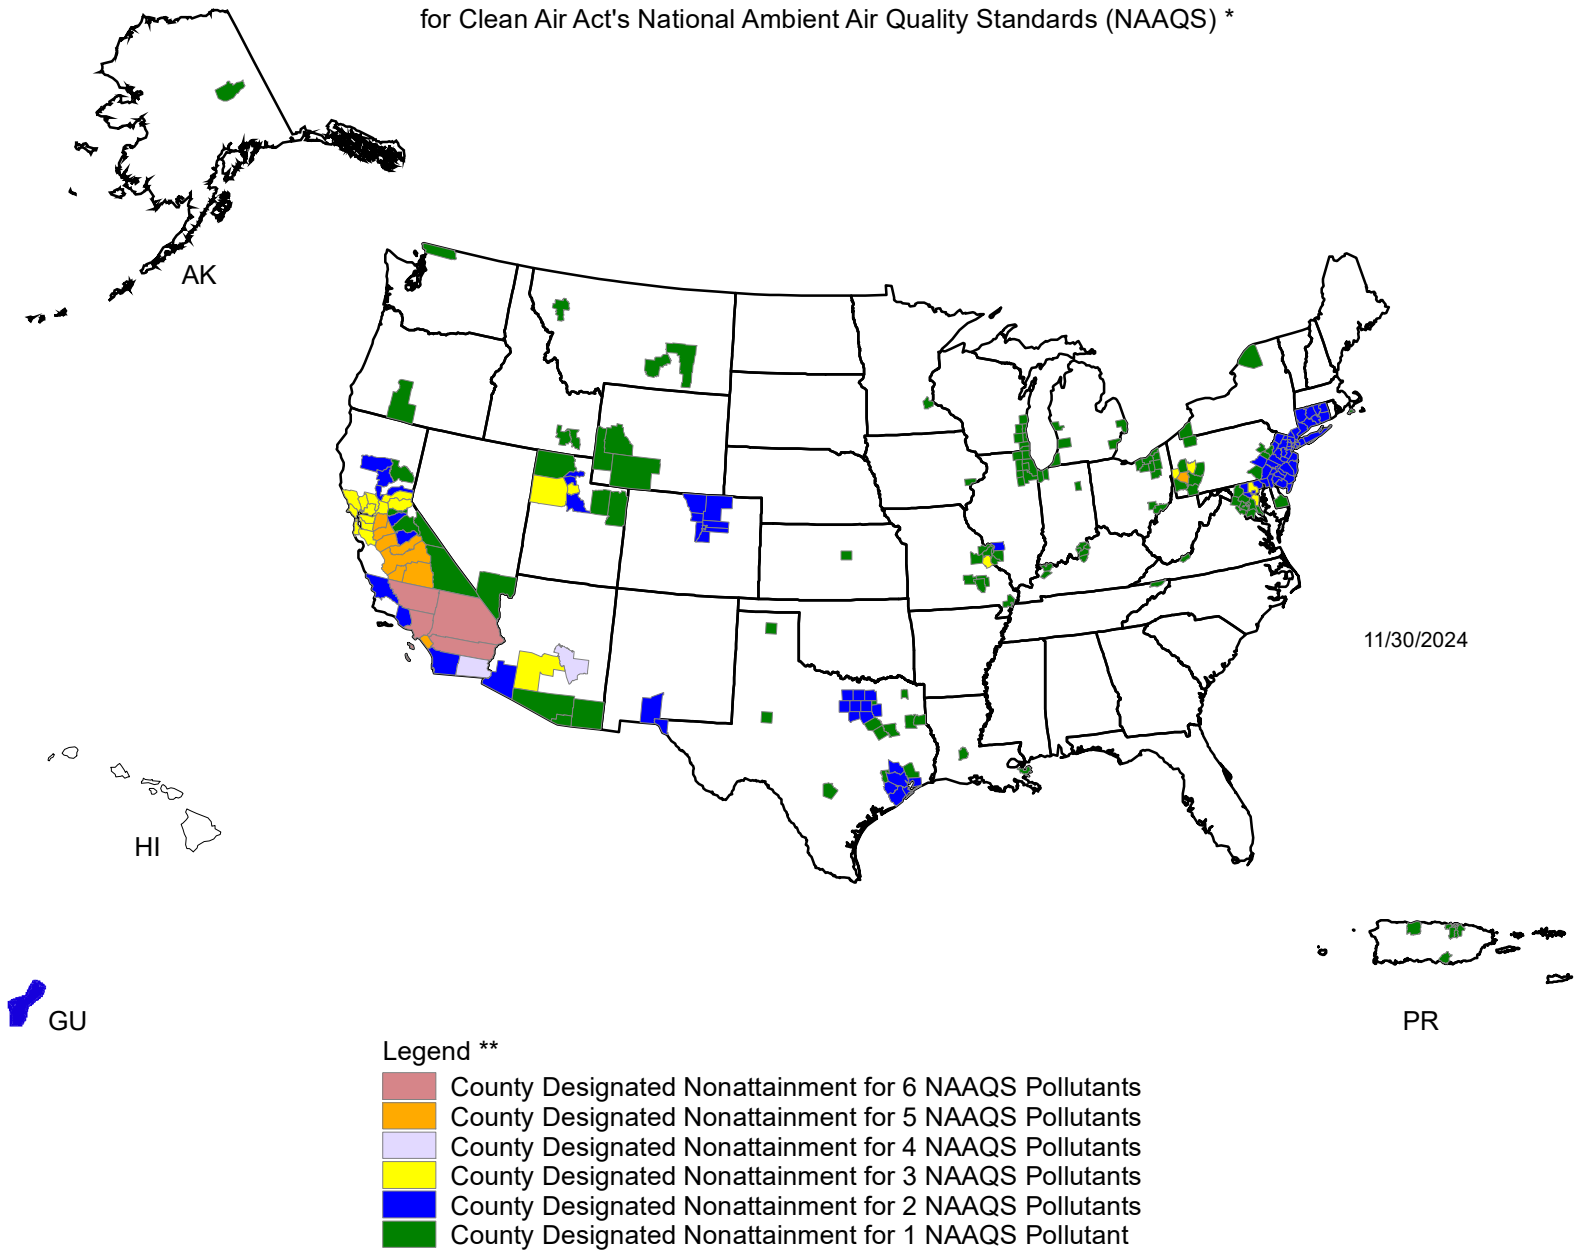 for Clean Air Act's National Ambient Air Quality Standards (NAAQS) *
AK
11/30/2024
HI
GU
PR
Legend **
County Designated Nonattainment for 6 NAAQS Pollutants
County Designated Nonattainment for 5 NAAQS Pollutants
County Designated Nonattainment for 4 NAAQS Pollutants
County Designated Nonattainment for 3 NAAQS Pollutants
County Designated Nonattainment for 2 NAAQS Pollutants
County Designated Nonattainment for 1 NAAQS Pollutant